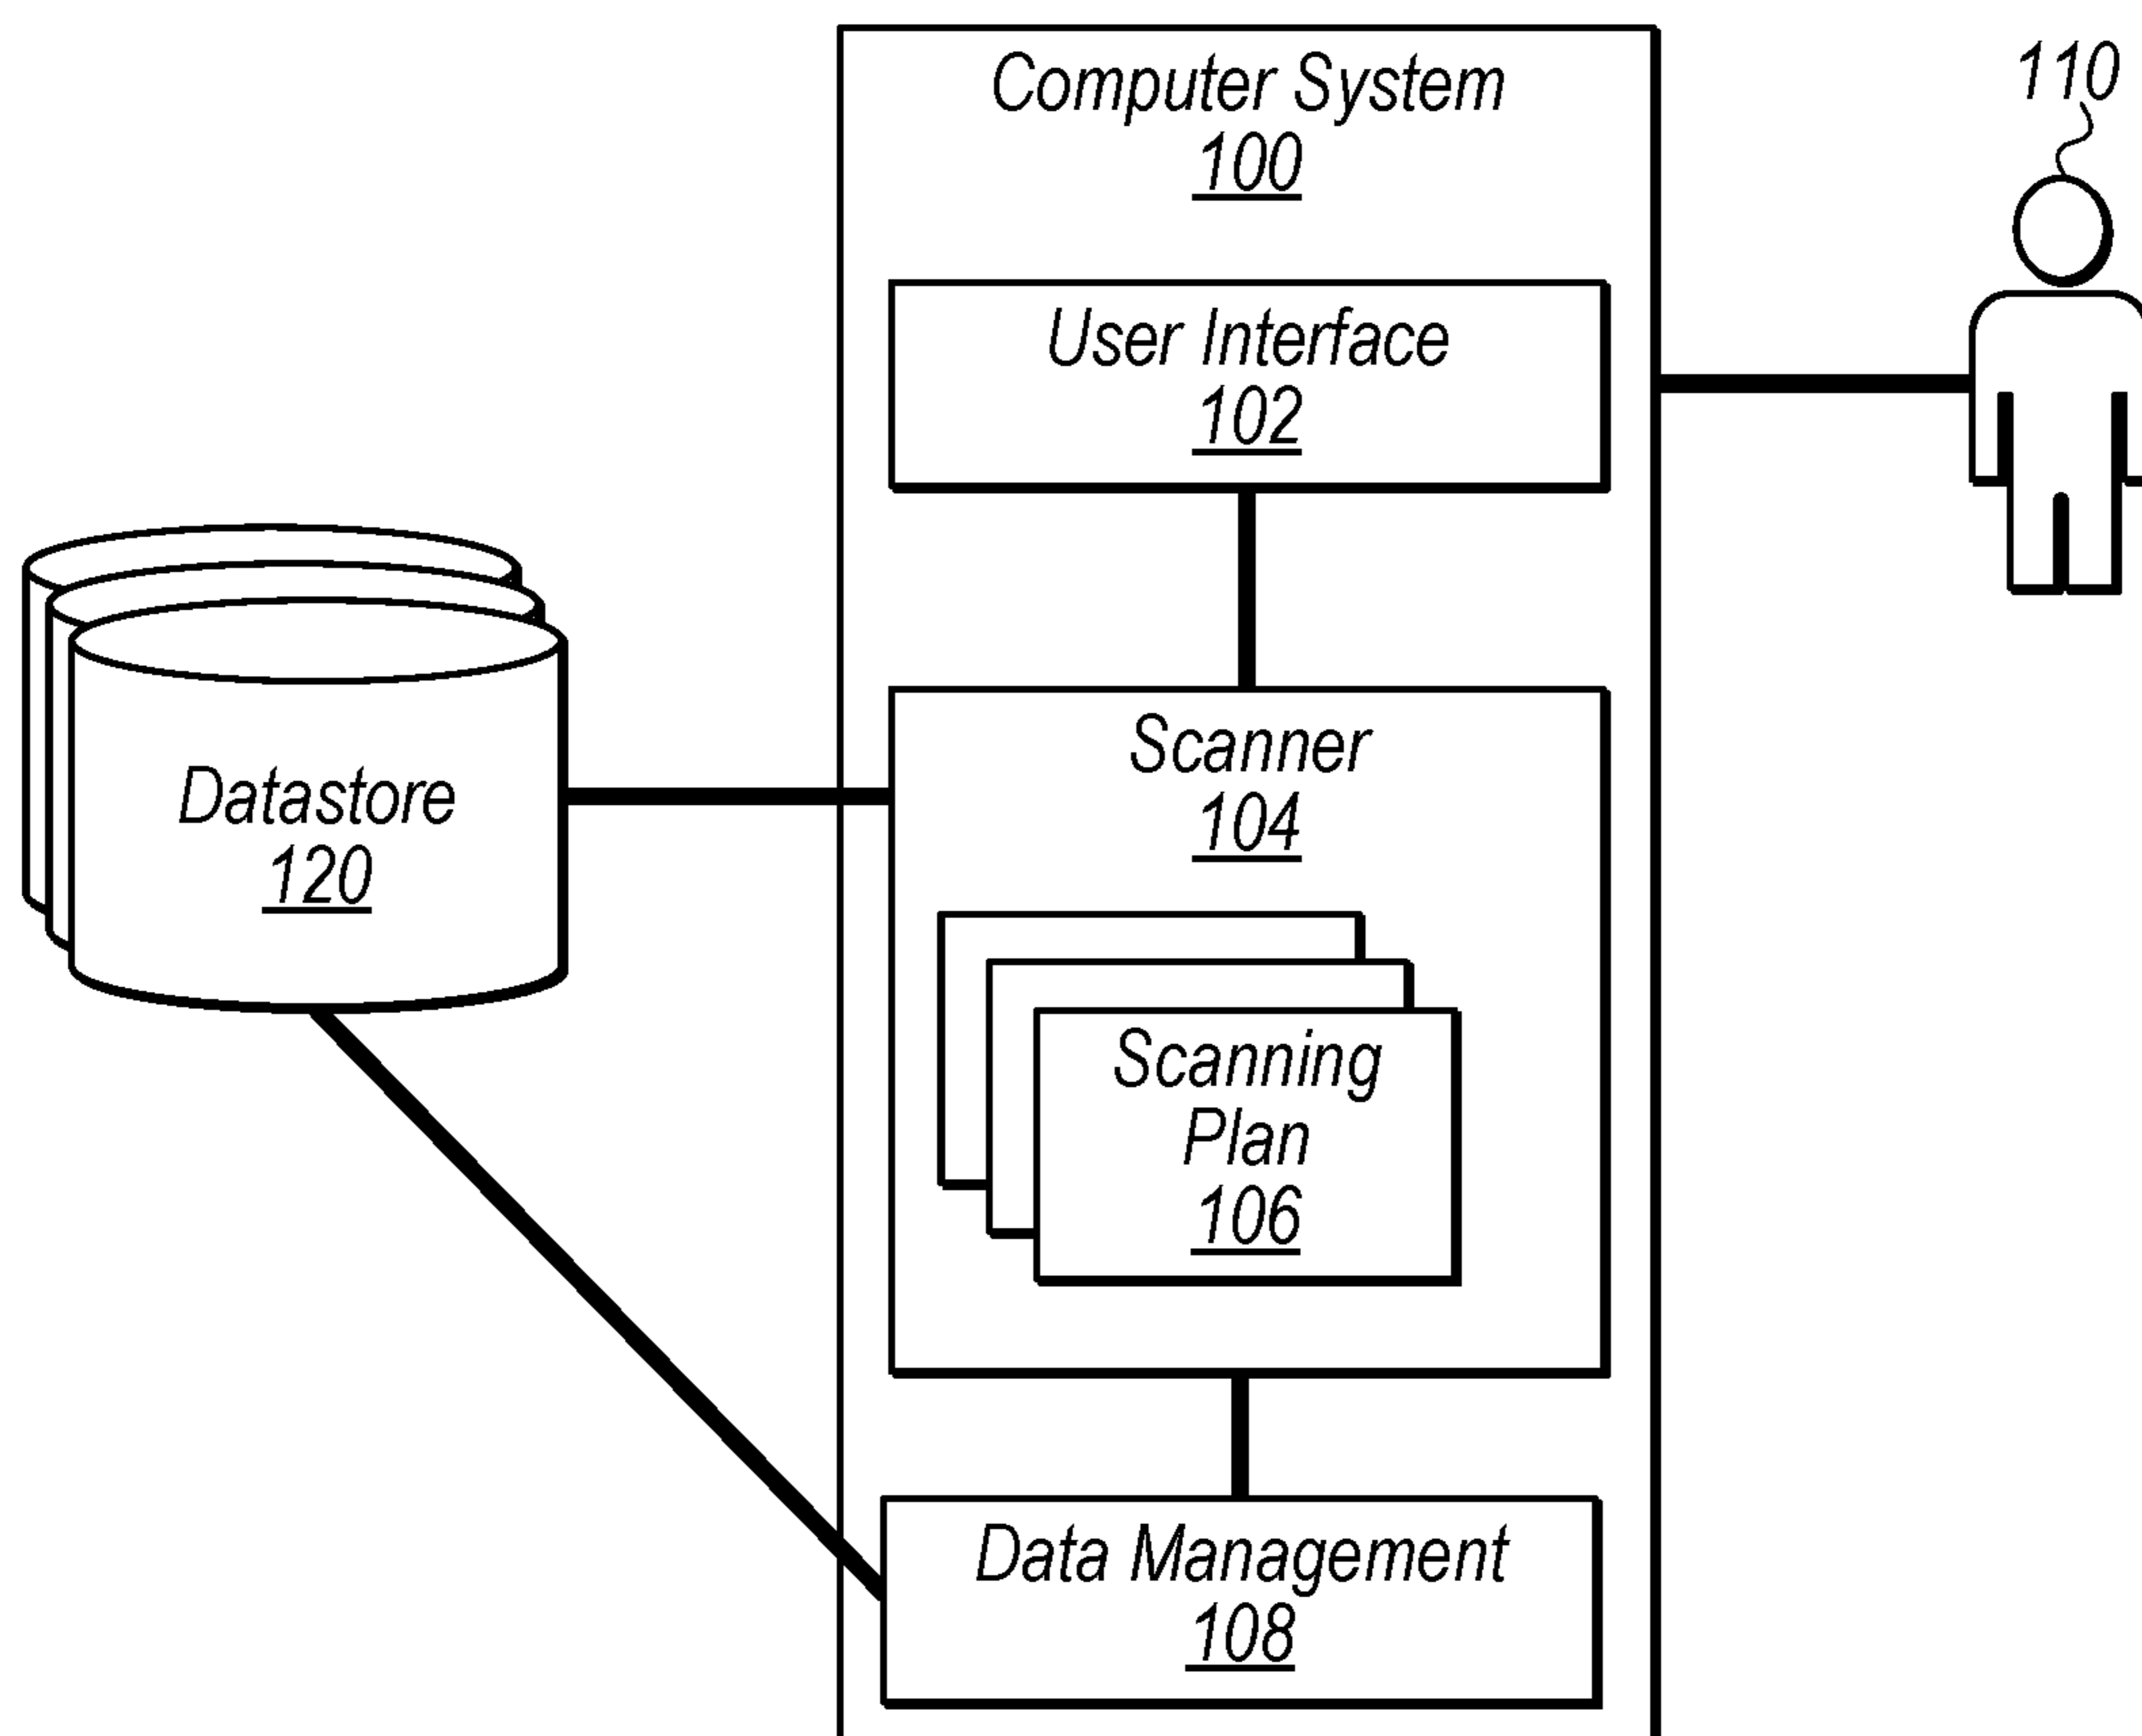 Computer System
100
110
User Interface
102
Scanner
104
Datastore
120
Scanning
Plan
106
Data Management
108